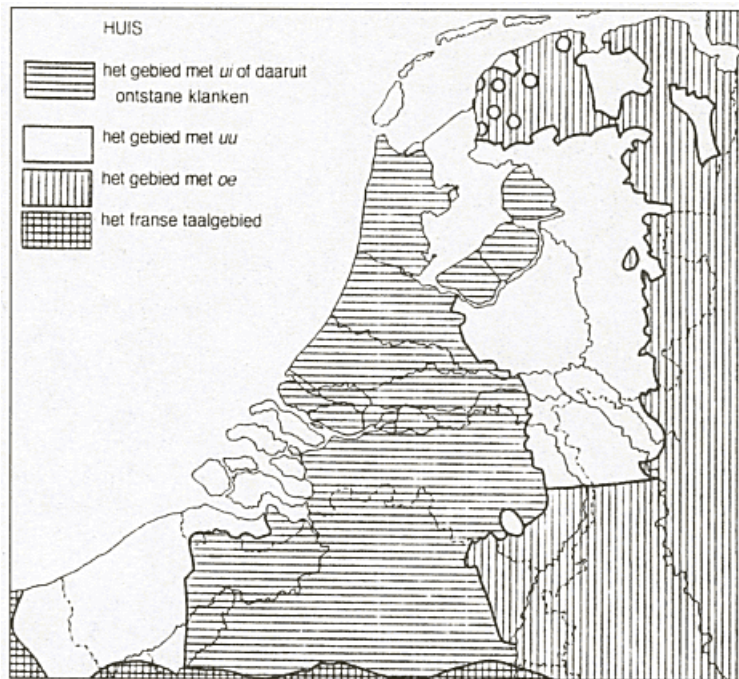 HUIS
het gebied met ui of daaruit
ontstane klanken
het gebied met uu
het gebied met oe
het franse taalgebied